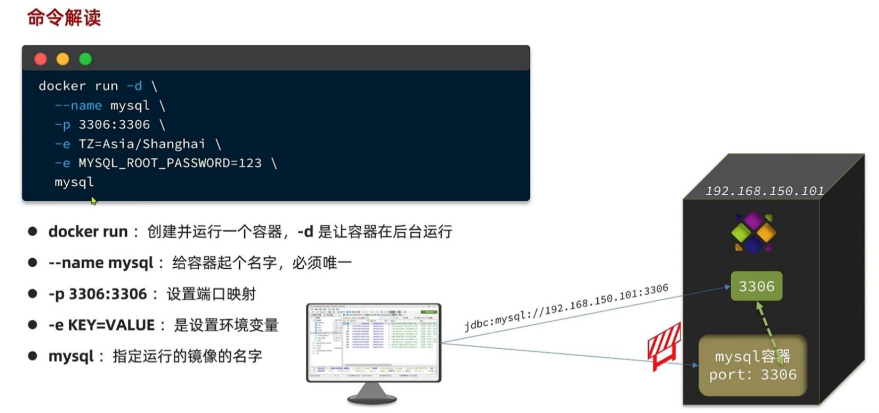 命令解读
docker run -d \
--name mysql \
-p 3306:3306 \
-e TZ=Asia/Shanghai \
-e MYSQL_ROOT_PASSWORD=123 \
mysql
● docker run ：创建并运行一个容器，-d 是让容器在后台运行
● --name mysql ：给容器起个名字，必须唯一
● -p 3306:3306 ：设置端口映射
● -e KEY=VALUE ：是设置环境变量
● mysql ：指定运行的镜像的名字
192.168.150.101
3306
jdbc:mysql://192.168.150.101:3306
mysql容器
port: 3306